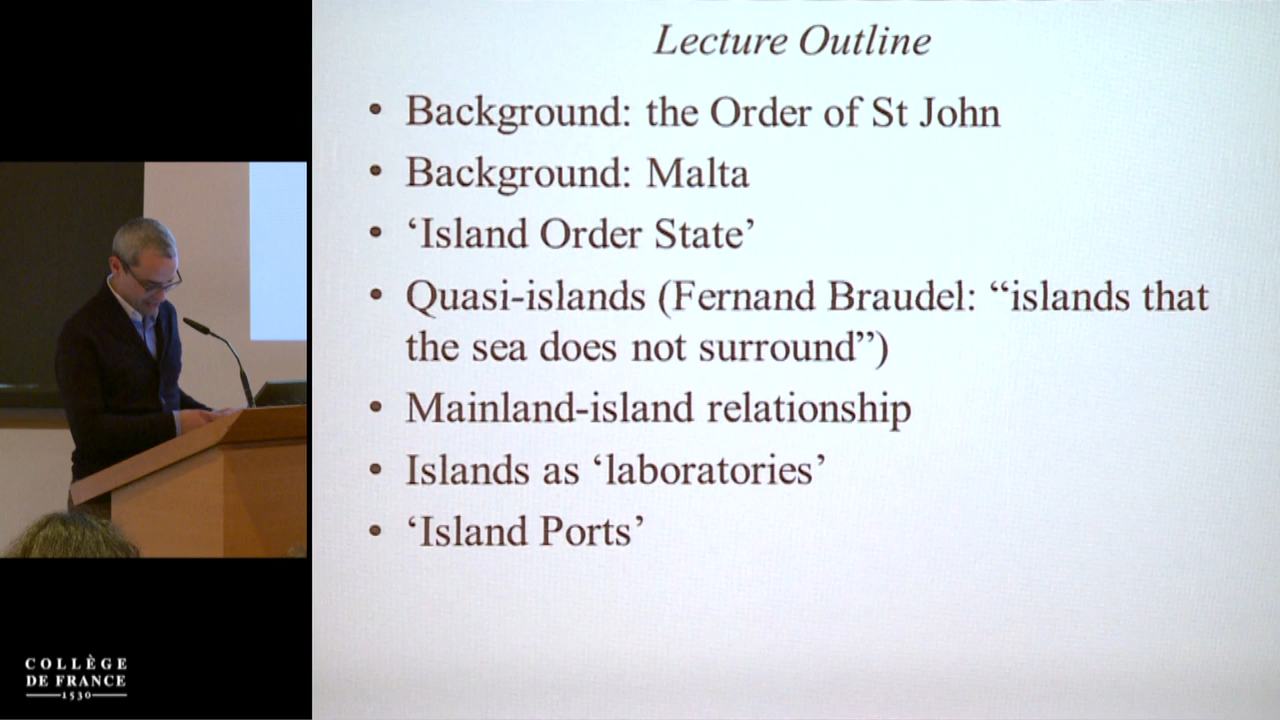 Lecture Outline
• Background: the Order of St John
• Background: Malta
• ‘Island Order State’
• Quasi-islands (Fernand Braudel: “islands that
the sea does not surround”)
• Mainland-island relationship
• Islands as ‘laboratories’
• ‘Island Ports’
COLLÈGE
DE FRANCE
1530